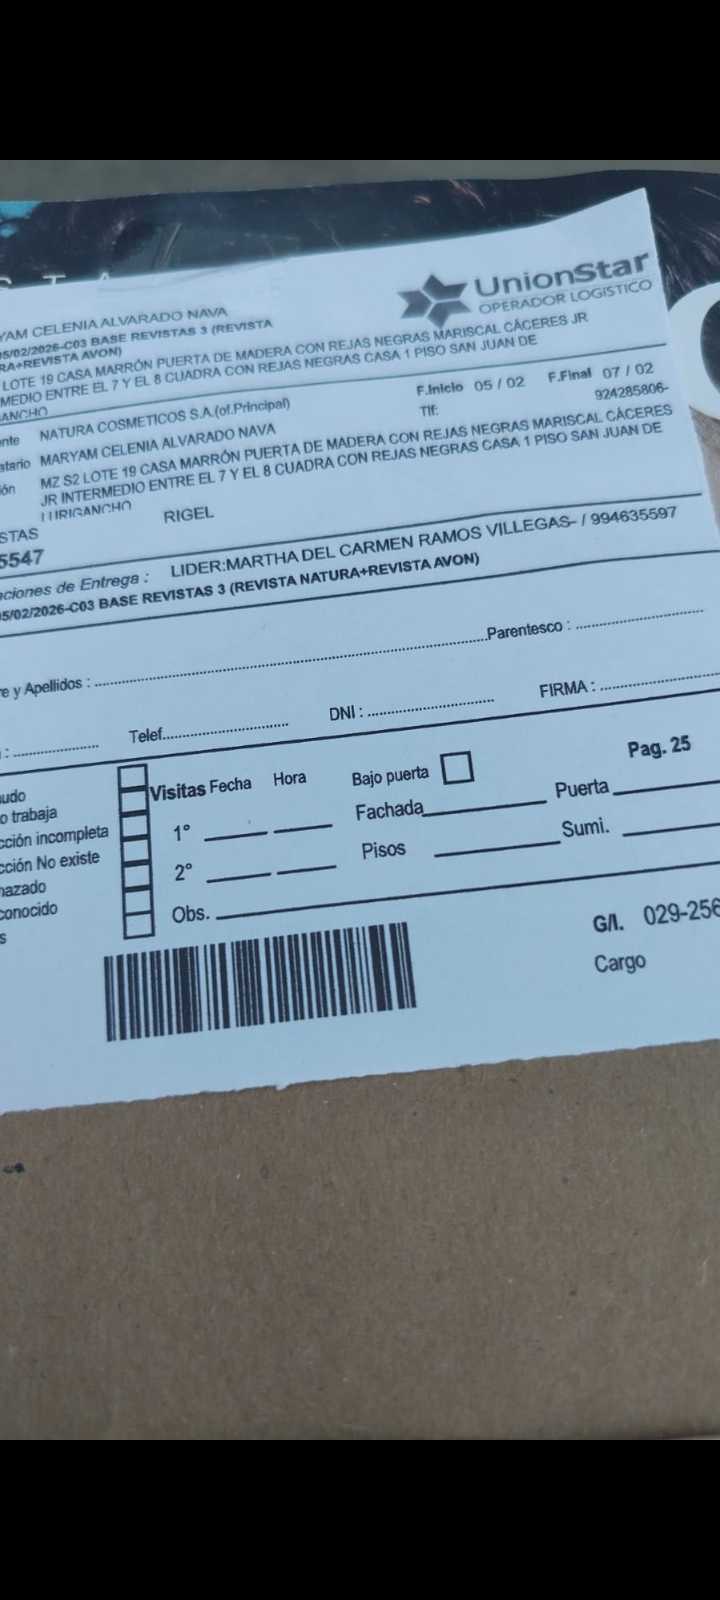 S T A
UnionStar
OPERADOR LOGISTICO
YAM CELENIA ALVARADO NAVA
05/02/2026-C03 BASE REVISTAS 3 (REVISTA
RA+REVISTA AVON)
LOTE 19 CASA MARRÓN PUERTA DE MADERA CON REJAS NEGRAS MARISCAL CÁCERES JR
MEDIO ENTRE EL 7 Y EL 8 CUADRA CON REJAS NEGRAS CASA 1 PISO SAN JUAN DE
ANCHO
F.Inicio 05 / 02 F.Final 07 / 02
nte NATURA COSMETICOS S.A.(of.Principal)
Tlf: 924285806-
atario MARYAM CELENIA ALVARADO NAVA
ión MZ S2 LOTE 19 CASA MARRÓN PUERTA DE MADERA CON REJAS NEGRAS MARISCAL CÁCERES
JR INTERMEDIO ENTRE EL 7 Y EL 8 CUADRA CON REJAS NEGRAS CASA 1 PISO SAN JUAN DE
LURIGANCHO
STAS RIGEL
5547
ciones de Entrega : LIDER:MARTHA DEL CARMEN RAMOS VILLEGAS- / 994635597
05/02/2026-C03 BASE REVISTAS 3 (REVISTA NATURA+REVISTA AVON)
re y Apellidos : Parentesco :
: Telef. DNI : FIRMA :
Pag. 25
udo
o trabaja
cción incompleta
cción No existe
hazado
conocido
s
Visitas Fecha Hora Bajo puerta
1° Fachada Puerta
2° Pisos Sumi.
Obs.
G/I. 029-256
Cargo